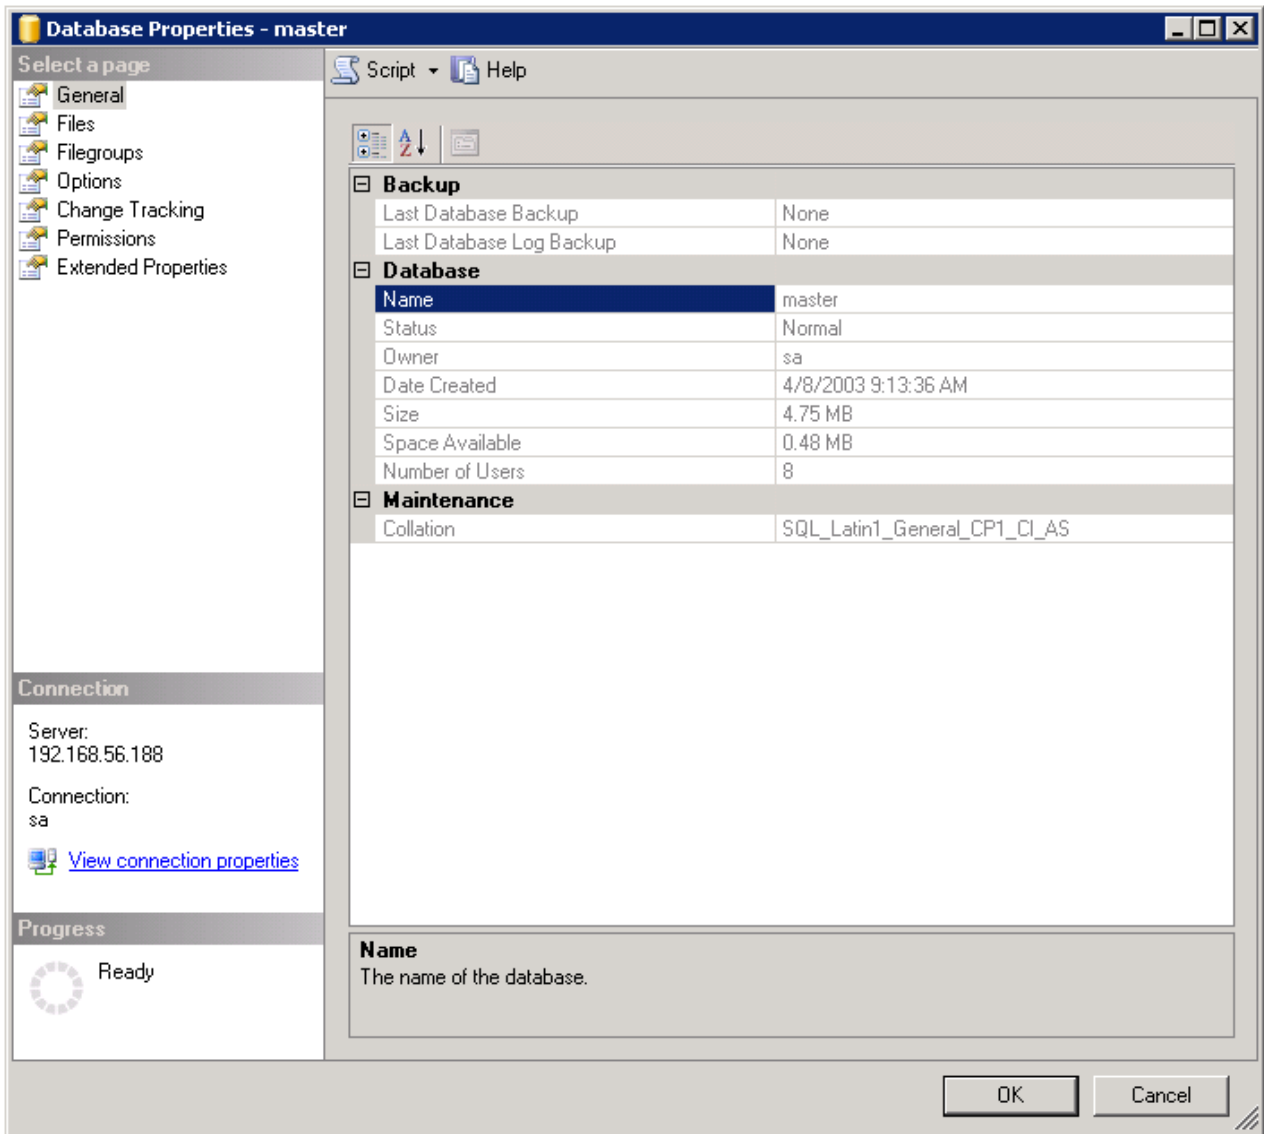 Database Properties - master
Select a page
Script Help
General
Files
Filegroups
Options
Change Tracking
Permissions
Extended Properties
Backup
Last Database Backup None
Last Database Log Backup None
Database
Name master
Status Normal
Owner sa
Date Created 4/8/2003 9:13:36 AM
Size 4.75 MB
Space Available 0.48 MB
Number of Users 8
Maintenance
Collation SQL_Latin1_General_CP1_CI_AS
Connection
Server:
192.168.56.188
Connection:
sa
View connection properties
Progress
Ready
Name
The name of the database.
OK Cancel